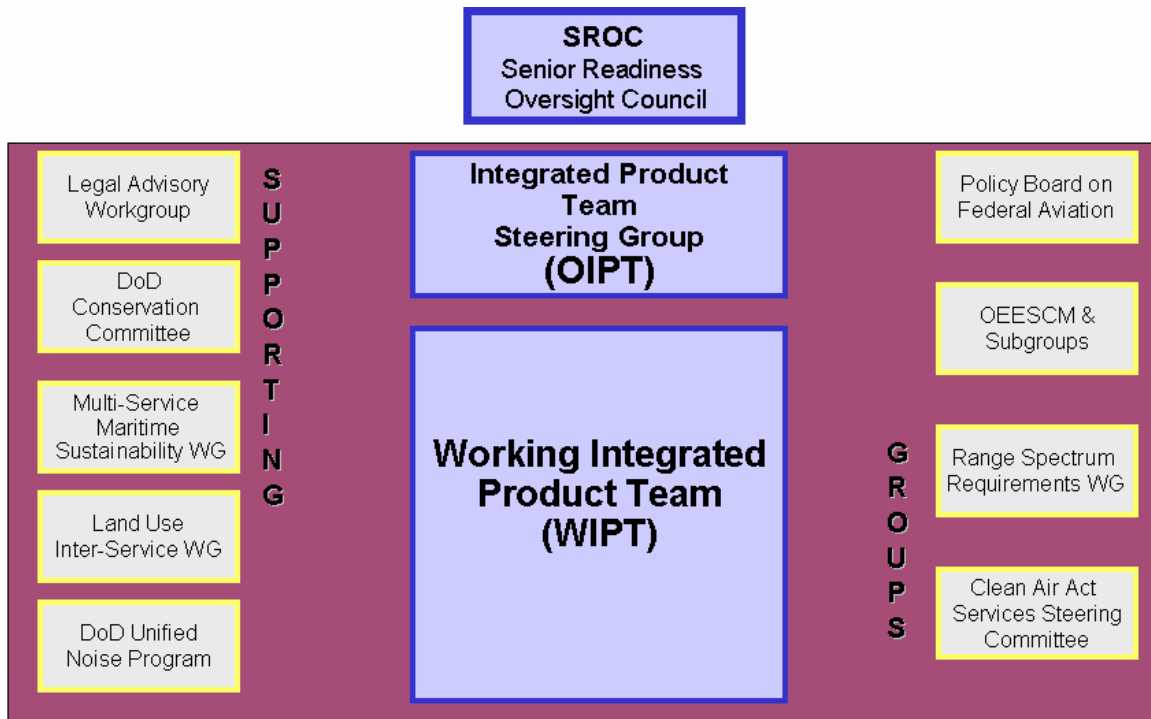 SROC
Senior Readiness
Oversight Council
Legal Advisory
Workgroup
DoD
Conservation
Committee
Multi-Service
Maritime
Sustainability WG
Land Use
Inter-Service WG
DoD Unified
Noise Program
SUPPORTING
Integrated Product
Team
Steering Group
(OIPT)
Working Integrated
Product Team
(WIPT)
GROUPS
Policy Board on
Federal Aviation
OEESCM &
Subgroups
Range Spectrum
Requirements WG
Clean Air Act
Services Steering
Committee